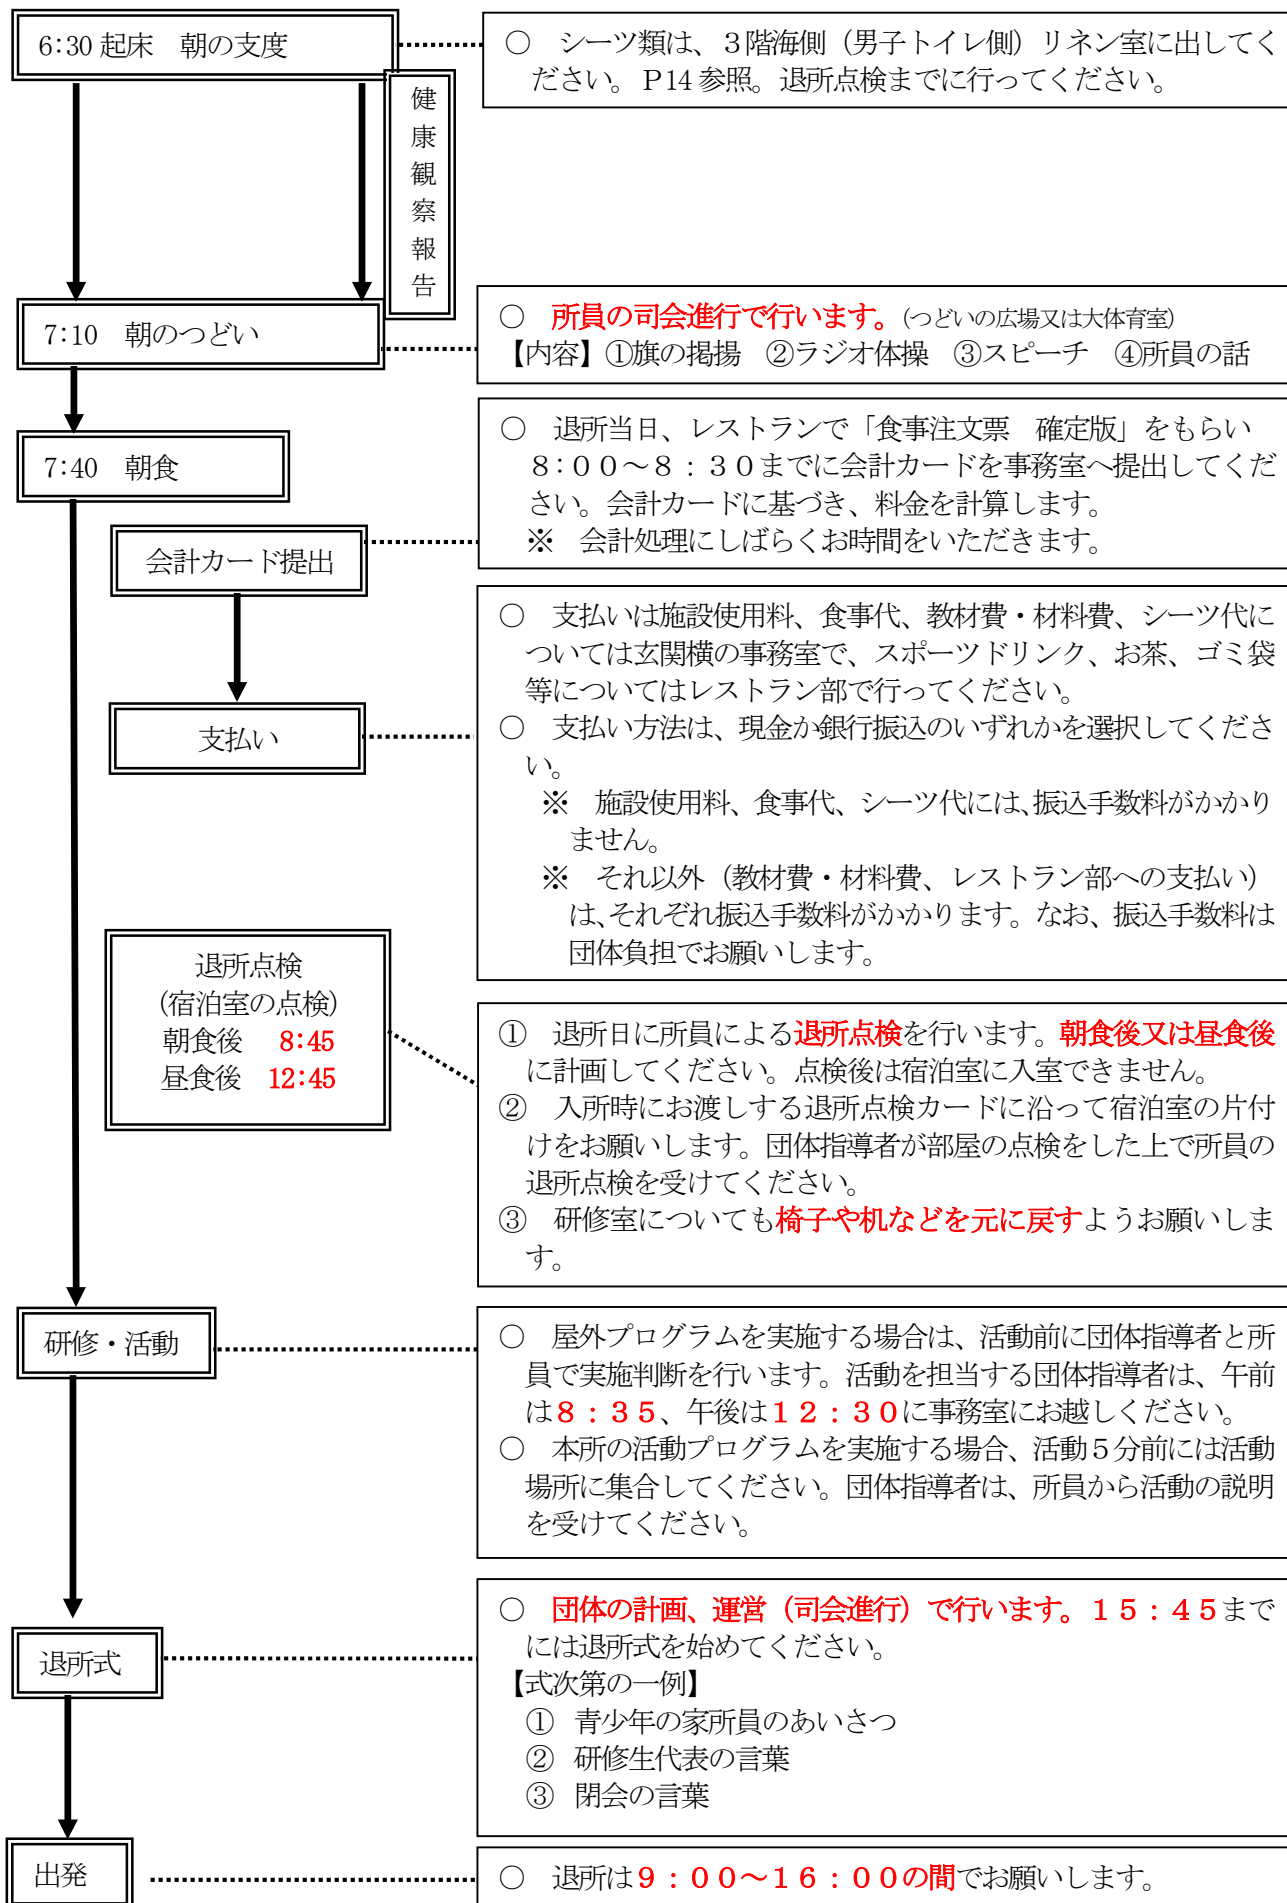 6:30 起床　朝の支度
○　シーツ類は、３階海側（男子トイレ側）リネン室に出してく
ださい。P14 参照。退所点検までに行ってください。
健康観察報告
7:10　朝のつどい
○　所員の司会進行で行います。(つどいの広場又は大体育室)
【内容】①旗の掲揚　②ラジオ体操　③スピーチ　④所員の話
7:40　朝食
○　退所当日、レストランで「食事注文票　確定版」をもらい
８:００～８：３０までに会計カードを事務室へ提出してくだ
さい。会計カードに基づき、料金を計算します。
※　会計処理にしばらくお時間をいただきます。
会計カード提出
支払い
○　支払いは施設使用料、食事代、教材費・材料費、シーツ代に
ついては玄関横の事務室で、スポーツドリンク、お茶、ゴミ袋
等についてはレストラン部で行ってください。
○　支払い方法は、現金か銀行振込のいずれかを選択してくださ
い。
※　施設使用料、食事代、シーツ代には、振込手数料がかかり
ません。
※　それ以外（教材費・材料費、レストラン部への支払い）
は、それぞれ振込手数料がかかります。なお、振込手数料は
団体負担でお願いします。
退所点検
（宿泊室の点検）
朝食後　8:45
昼食後　12:45
①　退所日に所員による退所点検を行います。朝食後又は昼食後
に計画してください。点検後は宿泊室に入室できません。
②　入所時にお渡しする退所点検カードに沿って宿泊室の片付
けをお願いします。団体指導者が部屋の点検をした上で所員の
退所点検を受けてください。
③　研修室についても椅子や机などを元に戻すようお願いしま
す。
研修・活動
○　屋外プログラムを実施する場合は、活動前に団体指導者と所
員で実施判断を行います。活動を担当する団体指導者は、午前
は８：３５、午後は１２：３０に事務室にお越しください。
○　本所の活動プログラムを実施する場合、活動５分前には活動
場所に集合してください。団体指導者は、所員から活動の説明
を受けてください。
退所式
○　団体の計画、運営（司会進行）で行います。１５：４５まで
には退所式を始めてください。
【式次第の一例】
①　青少年の家所員のあいさつ
②　研修生代表の言葉
③　閉会の言葉
出発
○　退所は９：００～１６：００の間でお願いします。